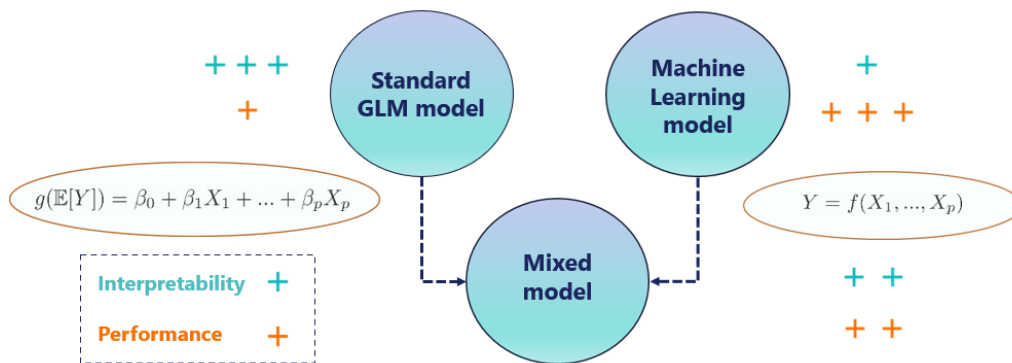 Standard
GLM model
Machine
Learning
model
g(𝔼[Y]) = β₀ + β₁X₁ + ... + βₚXₚ
Y = f(X₁, ..., Xₚ)
Mixed
model
Interpretability +
Performance +
+ + +
+
+
+ + +
+ +
+ +